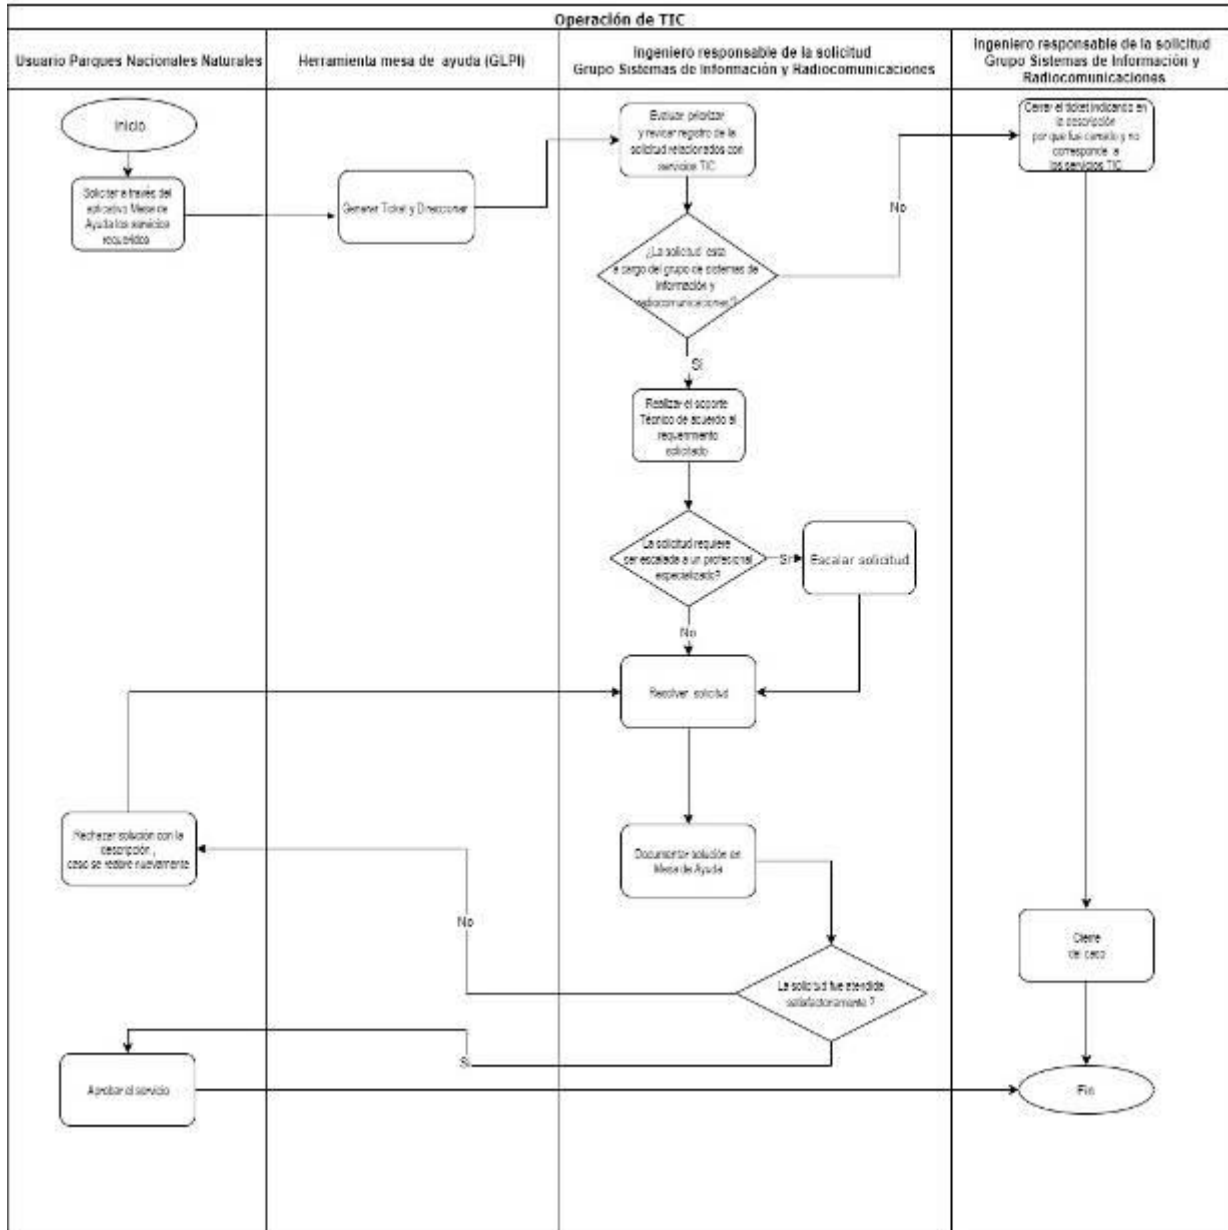 Operación de TIC
Usuario Parques Nacionales Naturales
Herramienta mesa de ayuda (GLPI)
Ingeniero responsable de la solicitud
Grupo Sistemas de Información y Radiocomunicaciones
Ingeniero responsable de la solicitud
Grupo Sistemas de Información y
Radiocomunicaciones
Inicio
Solicitar a través del
aplicativo Mesa de
Ayuda los servicios
requeridos
Generar Ticket y Direccionar
Evaluar priorizar
y revisar registro de la
solicitud relacionados con
servicios TIC
Cerrar el ticket indicando en
la descripción
por que fue cerrado y no
corresponde a
los servicios TIC
No
¿La solicitud esta
a cargo del grupo de sistemas de
información y
radiocomunicaciones?
Si
Realizar el soporte
Técnico de acuerdo al
requerimiento
solicitado
La solicitud requiere
ser escalada a un profesional
especializado?
Si
Escalar solicitud
No
Resolver solicitud
Rechazar solución con la
descripción ,
caso se reabre nuevamente
Documentar solución en
Mesa de Ayuda
No
Cierre
del caso
La solicitud fue atendida
satisfactoriamente ?
Si
Aprobar el servicio
Fin